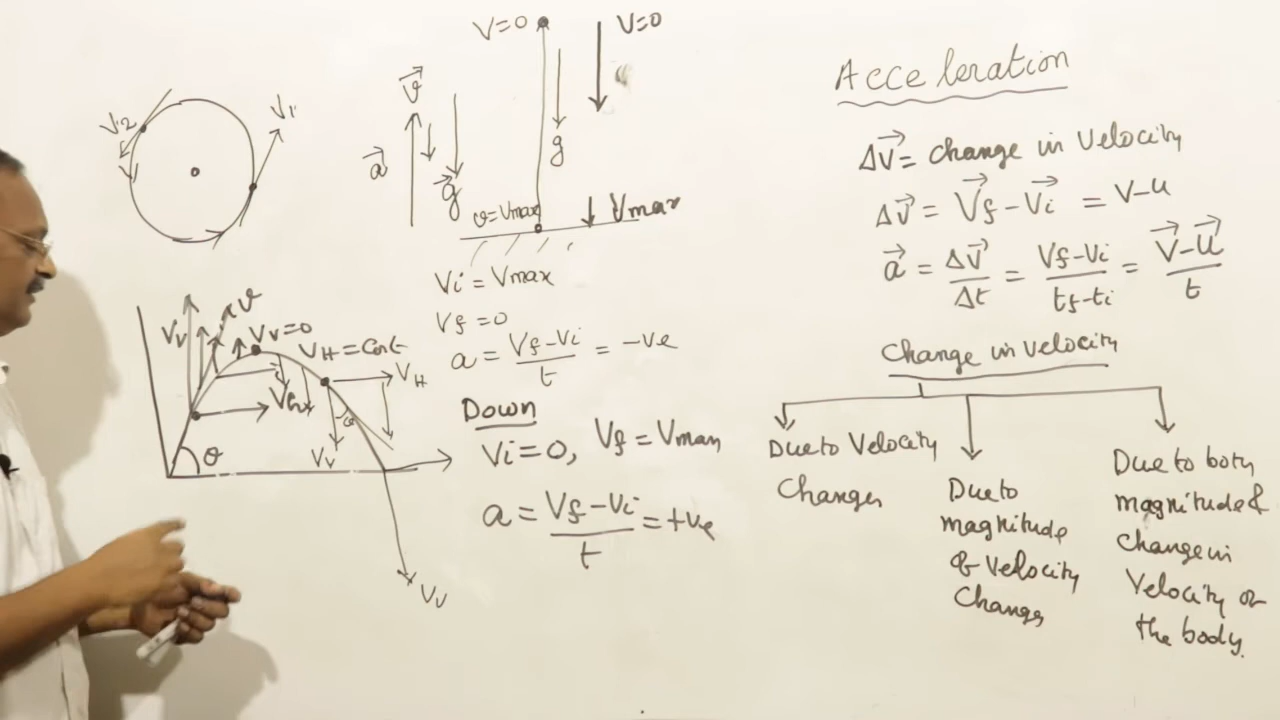 V=0
V=0
V⃗
a⃗
g⃗
g
v=Vmax
Vmax
V2
V1
Vi = Vmax
Vf = 0
a = Vf-Vi/t = -ve
Down
Vi=0, Vf = Vmax
a = Vf-Vi/t = +ve
VV
v
Vv=0
VH = Const
VH
VV
θ
VV
Acceleration
ΔV⃗ = change in velocity
ΔV⃗ = V⃗f - V⃗i = V-u
a⃗ = ΔV⃗/Δt = Vf-Vi/tf-ti = V⃗-U⃗/t
Change in velocity
Due to Velocity
Changes
Due to
magnitude
of Velocity
Changes
Due to both
magnitude &
change in
Velocity of
the body.